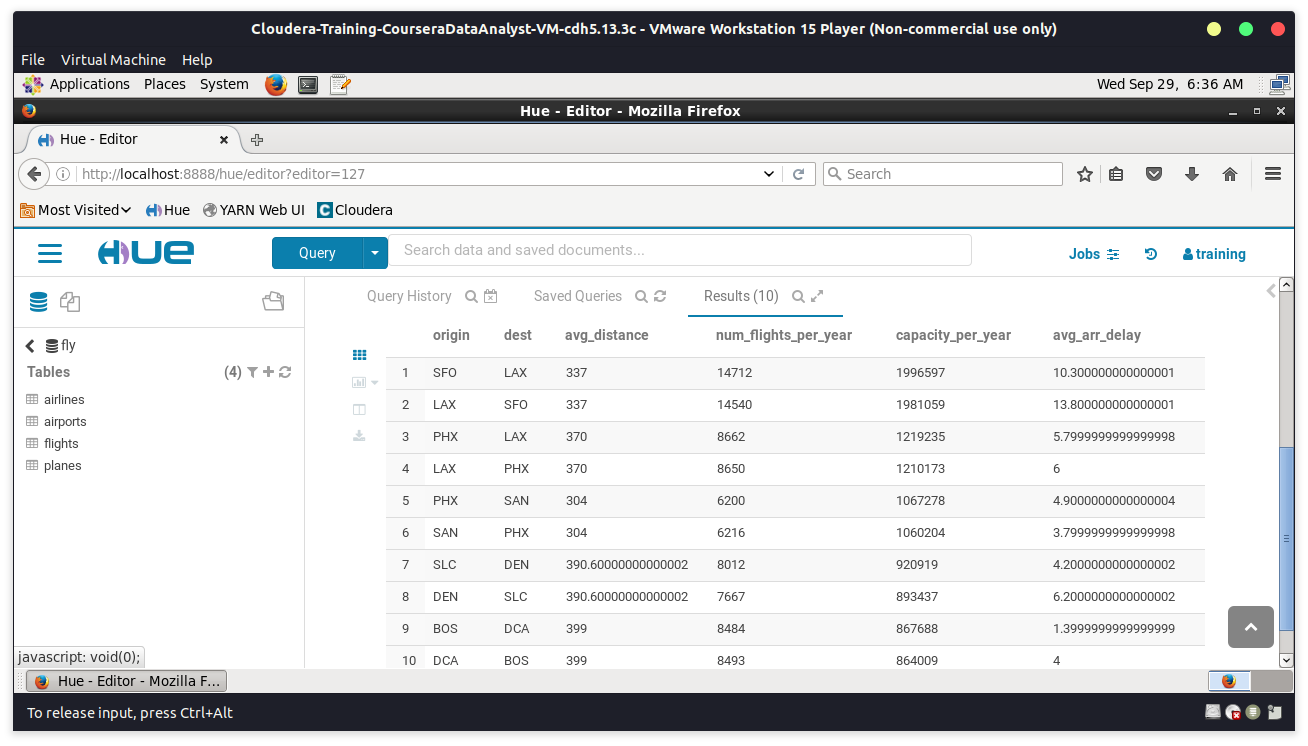 Cloudera-Training-CourseraDataAnalyst-VM-cdh5.13.3c - VMware Workstation 15 Player (Non-commercial use only)
File Virtual Machine Help
Applications Places System Wed Sep 29, 6:36 AM
Hue - Editor - Mozilla Firefox
Hue - Editor
http://localhost:8888/hue/editor?editor=127 Search
Most Visited Hue YARN Web UI Cloudera
HUE Query Search data and saved documents... Jobs training
Query History Saved Queries Results (10)
fly
Tables (4)
airlines
airports
flights
planes
origin dest avg_distance num_flights_per_year capacity_per_year avg_arr_delay
1 SFO LAX 337 14712 1996597 10.300000000000001
2 LAX SFO 337 14540 1981059 13.800000000000001
3 PHX LAX 370 8662 1219235 5.7999999999999998
4 LAX PHX 370 8650 1210173 6
5 PHX SAN 304 6200 1067278 4.9000000000000004
6 SAN PHX 304 6216 1060204 3.7999999999999998
7 SLC DEN 390.60000000000002 8012 920919 4.2000000000000002
8 DEN SLC 390.60000000000002 7667 893437 6.2000000000000002
9 BOS DCA 399 8484 867688 1.3999999999999999
10 DCA BOS 399 8493 864009 4
javascript: void(0);
Hue - Editor - Mozilla F...
To release input, press Ctrl+Alt